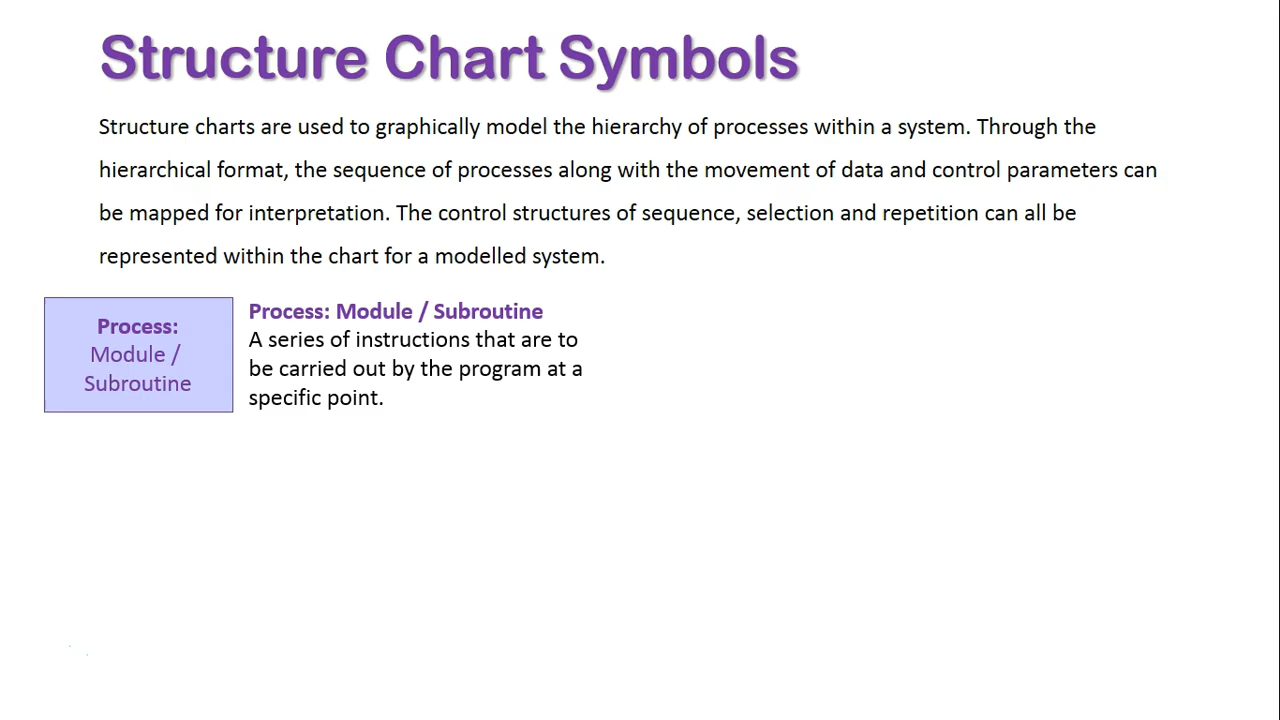 Structure Chart Symbols
Structure charts are used to graphically model the hierarchy of processes within a system. Through the
hierarchical format, the sequence of processes along with the movement of data and control parameters can
be mapped for interpretation. The control structures of sequence, selection and repetition can all be
represented within the chart for a modelled system.
Process:
Module /
Subroutine
Process: Module / Subroutine
A series of instructions that are to
be carried out by the program at a
specific point.